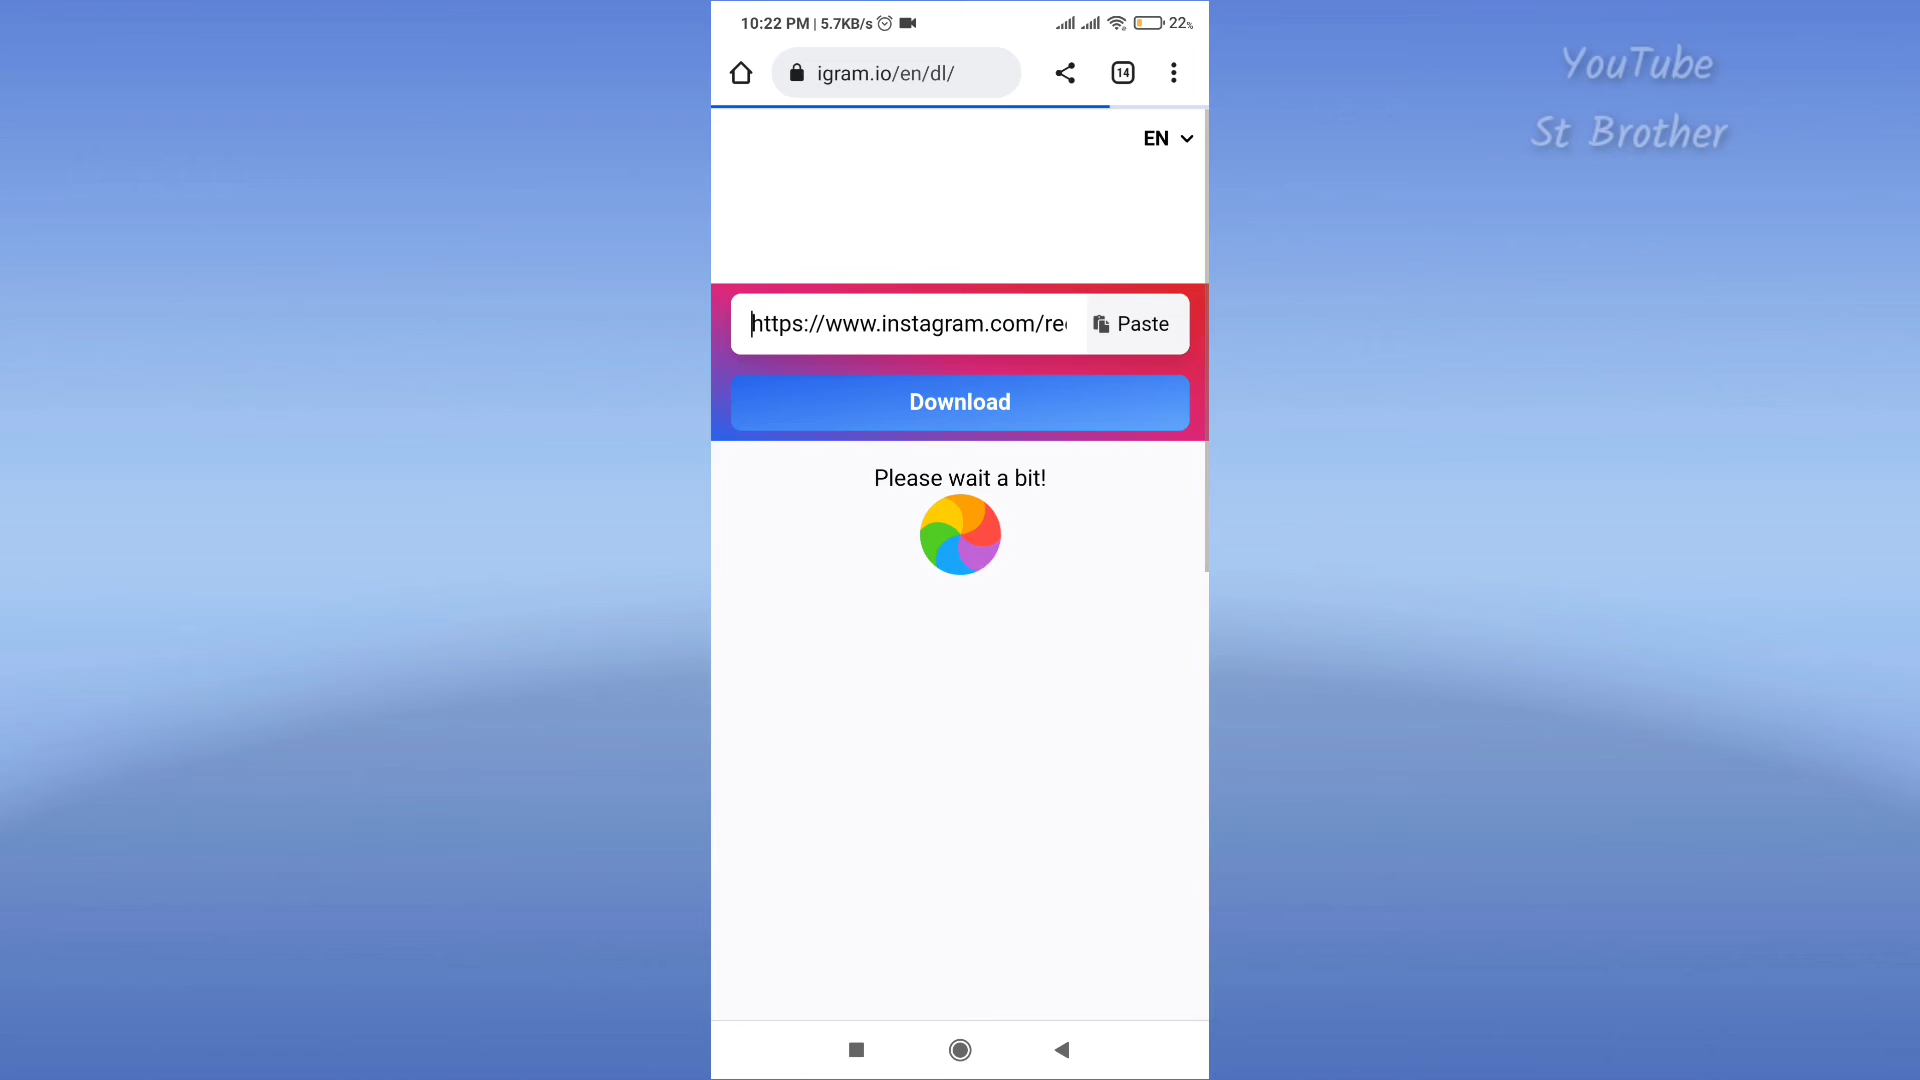 10:22 PM | 5.7KB/s
22%
YouTube
St Brother
igram.io/en/dl/
14
EN
https://www.instagram.com/re
Paste
Download
Please wait a bit!